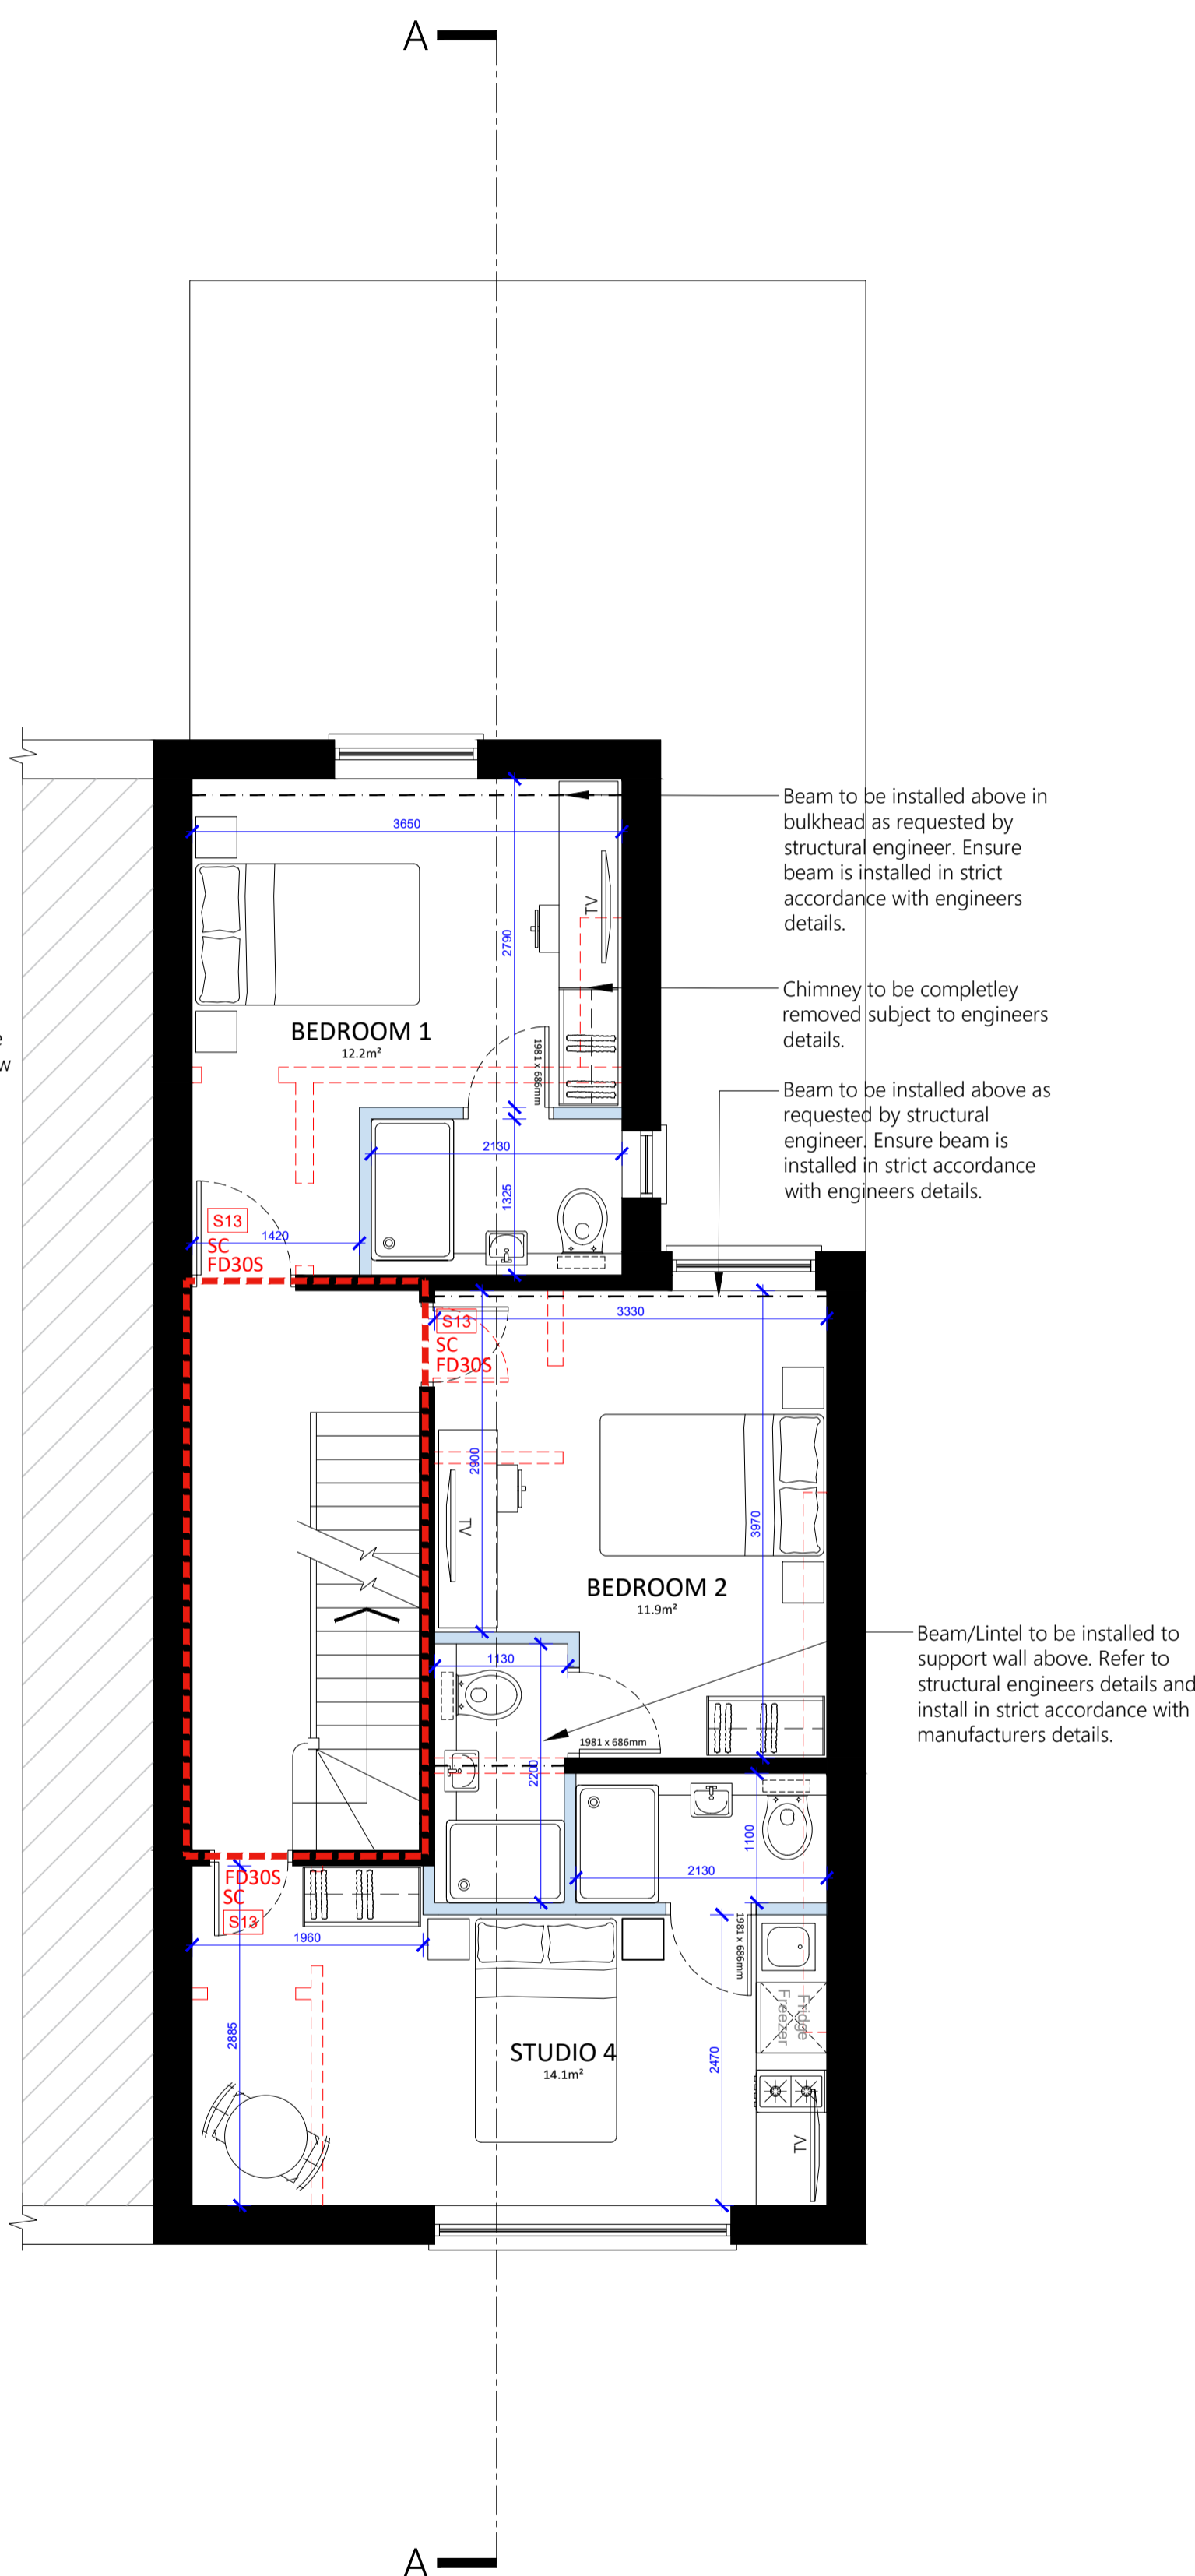 A
Beam to be installed above in
bulkhead as requested by
structural engineer. Ensure
beam is installed in strict
accordance with engineers
details.
3650
TV
2790
Chimney to be completley
removed subject to engineers
details.
BEDROOM 1
12.2m²
1981 x 686mm
Beam to be installed above as
requested by structural
engineer. Ensure beam is
installed in strict accordance
with engineers details.
2130
1325
S13
1420
SC
FD30S
3330
S13
SC
FD30S
2900
3970
TV
BEDROOM 2
11.9m²
Beam/Lintel to be installed to
support wall above. Refer to
structural engineers details and
install in strict accordance with
manufacturers details.
1130
1981 x 686mm
2200
1100
2130
FD30S
SC
S13
1960
1981 x 686mm
Fridge
Freezer
2885
STUDIO 4
14.1m²
2470
TV
A